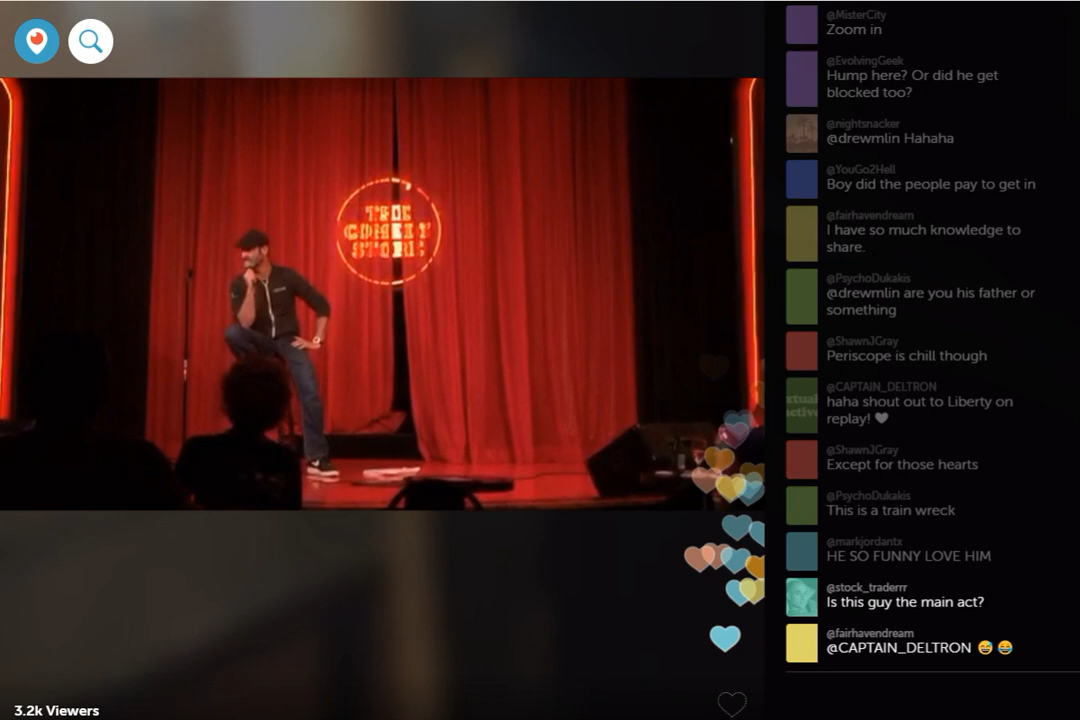 THE
COMEDY
STORE
3.2k Viewers
@MisterCity
Zoom in
@EvolvingGeek
Hump here? Or did he get
blocked too?
@nightsnacker
@drewmlin Hahaha
@YouGo2Hell
Boy did the people pay to get in
@fairhavendream
I have so much knowledge to
share.
@PsychoDukakis
@drewmlin are you his father or
something
@ShawnJGray
Periscope is chill though
@CAPTAIN_DELTRON
haha shout out to Liberty on
replay! 🖤
@ShawnJGray
Except for those hearts
@PsychoDukakis
This is a train wreck
@markjordantx
HE SO FUNNY LOVE HIM
@stock_traderrr
Is this guy the main act?
@fairhavendream
@CAPTAIN_DELTRON 😅 😂